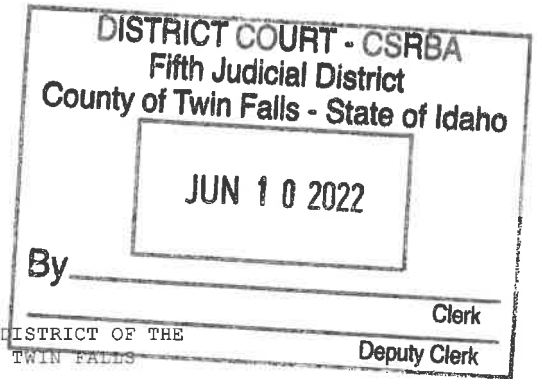 DISTRICT COURT - CSRBA
Fifth Judicial District
County of Twin Falls - State of Idaho
JUN 10 2022
By
Clerk
DISTRICT OF THE
TWIN FALLS
Deputy Clerk